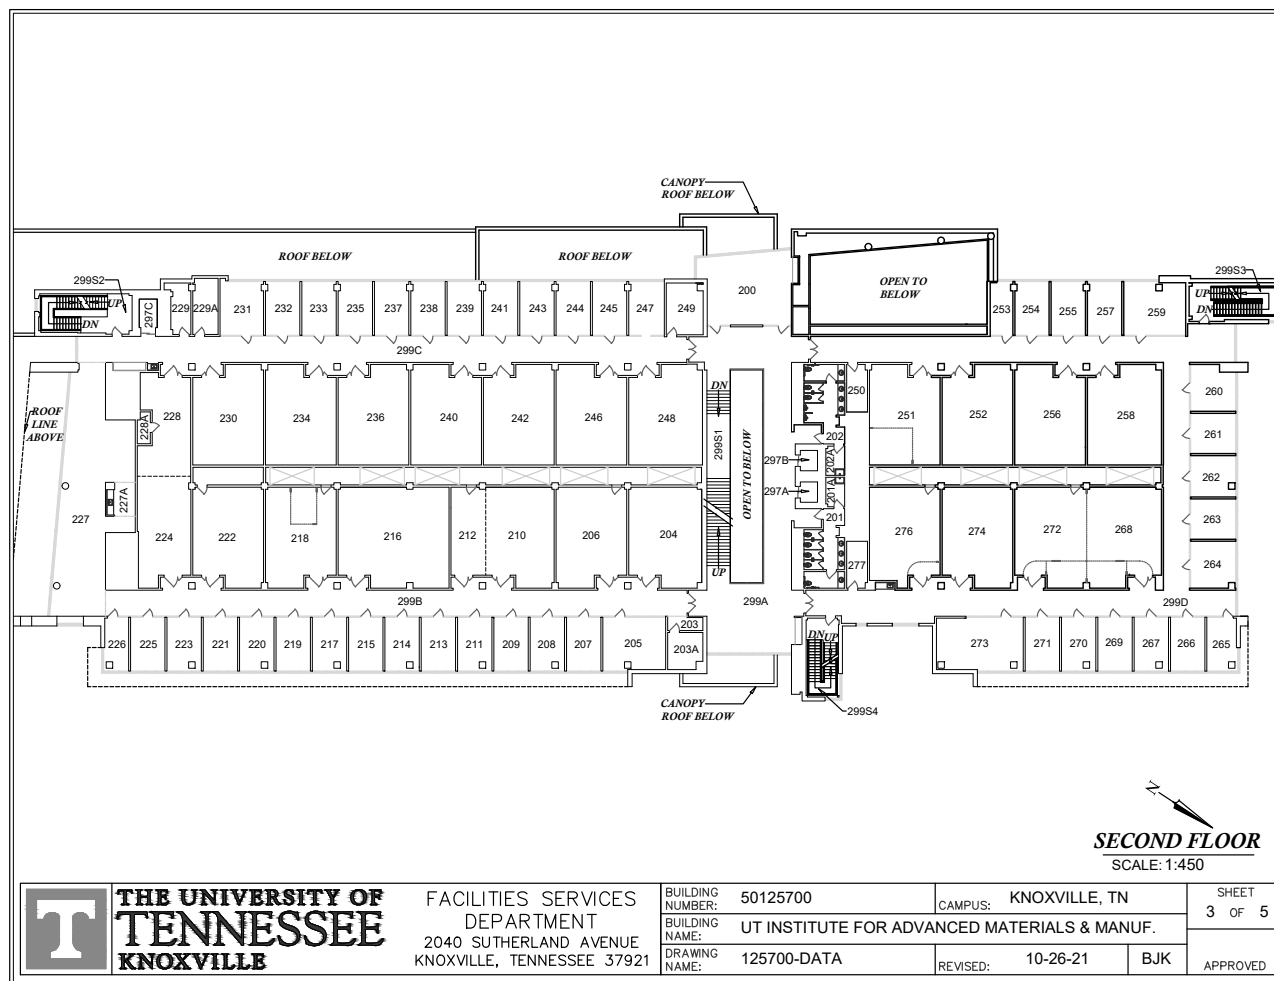 CANOPY
ROOF BELOW
ROOF BELOW
ROOF BELOW
299S2
UP
DN
297C
229
229A
231
232
233
235
237
238
239
241
243
244
245
247
249
200
OPEN TO
BELOW
253
254
255
257
259
299S3
UP
DN
299C
ROOF
LINE
ABOVE
228
228A
230
234
236
240
242
246
248
DN
299S1
OPEN TO BELOW
UP
250
202
202A
297B
297A
201A
201
277
251
252
256
258
260
261
262
263
264
227
227A
224
222
218
216
212
210
206
204
276
274
272
268
299B
299A
299D
226
225
223
221
220
219
217
215
214
213
211
209
208
207
205
203
203A
DN
UP
299S4
273
271
270
269
267
266
265
CANOPY
ROOF BELOW
N
SECOND FLOOR
SCALE: 1:450
T
THE UNIVERSITY OF
TENNESSEE
KNOXVILLE
FACILITIES SERVICES
DEPARTMENT
2040 SUTHERLAND AVENUE
KNOXVILLE, TENNESSEE 37921
BUILDING NUMBER: 50125700
CAMPUS: KNOXVILLE, TN
BUILDING NAME: UT INSTITUTE FOR ADVANCED MATERIALS & MANUF.
DRAWING NAME: 125700-DATA
REVISED: 10-26-21
BJK
SHEET
3 OF 5
APPROVED